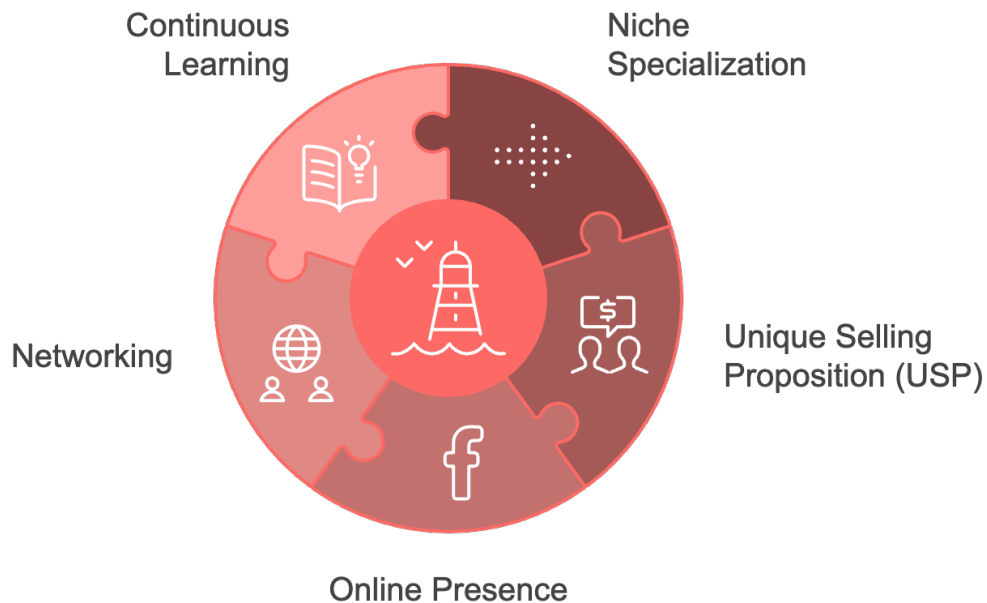 Continuous
Learning
Niche
Specialization
$
Networking
Unique Selling
Proposition (USP)
f
Online Presence